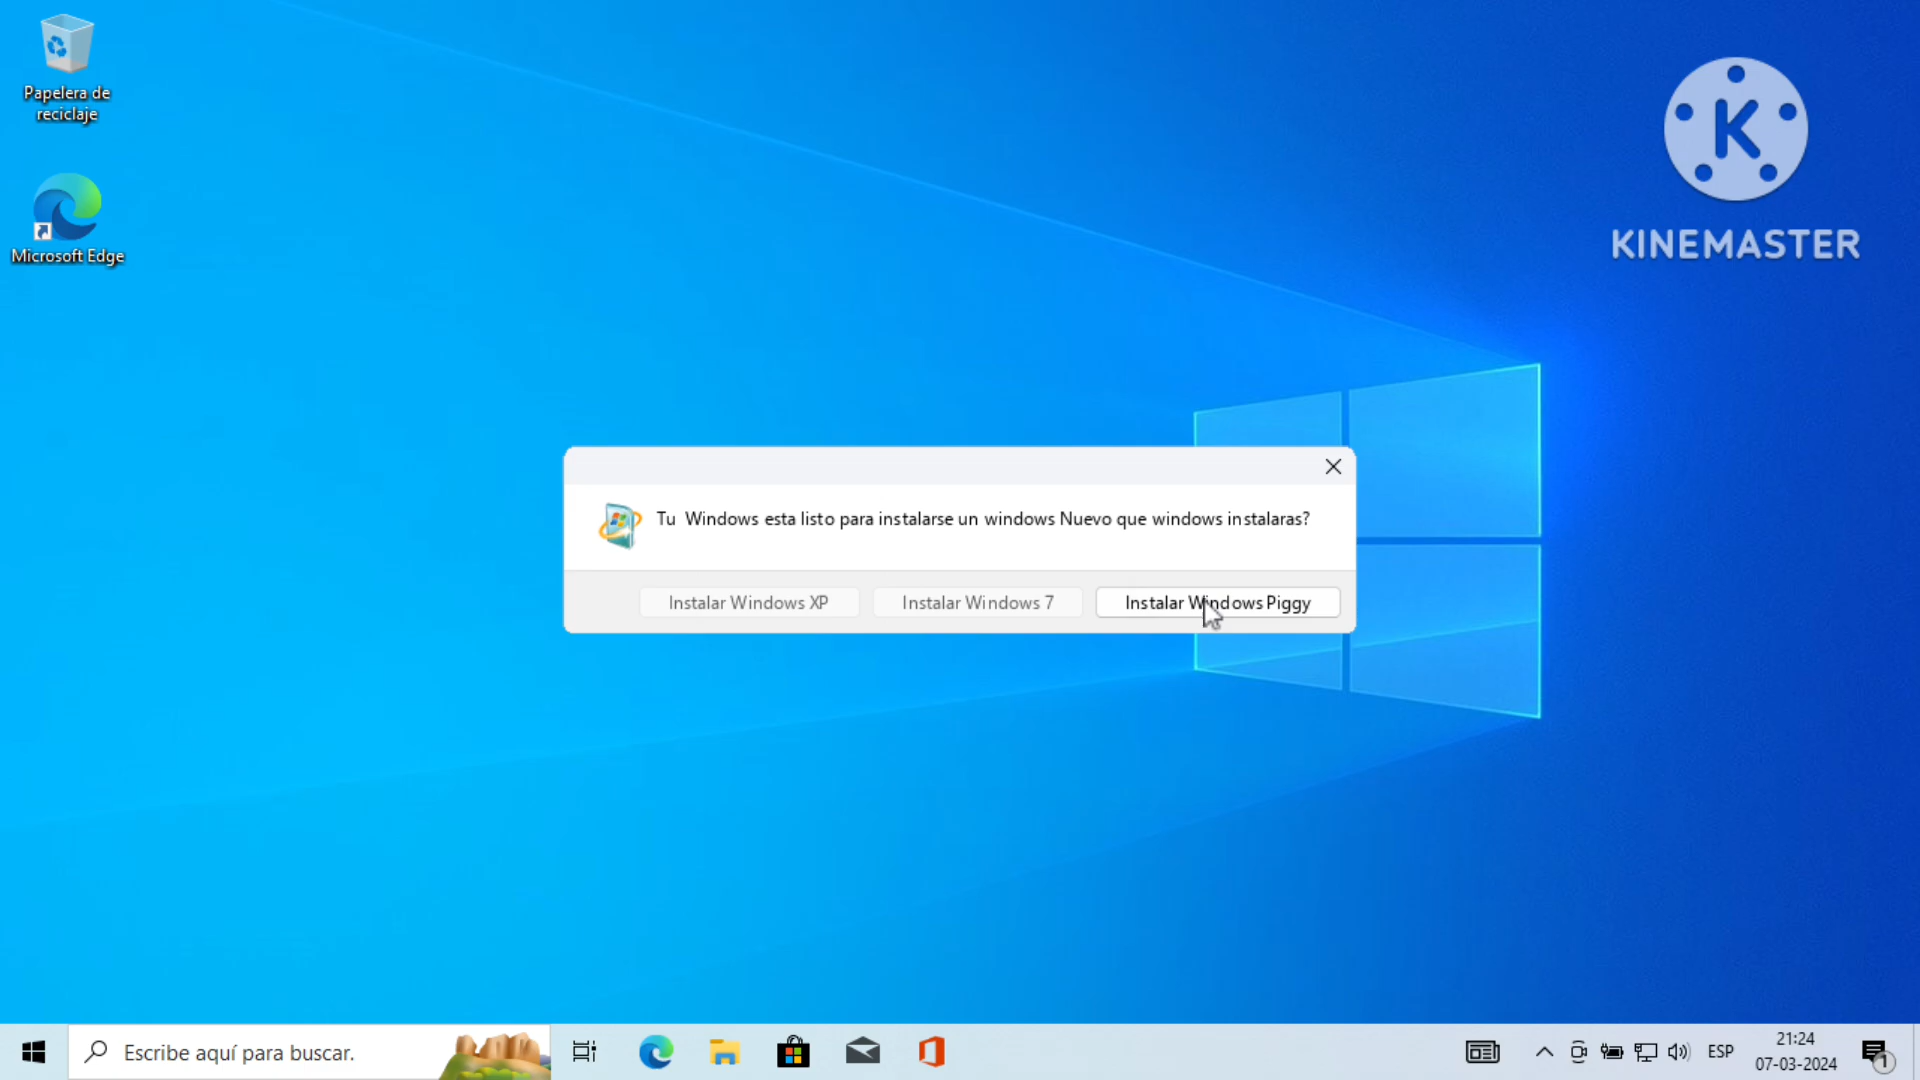 Papelera de
reciclaje
Microsoft Edge
K
KINEMASTER
Tu Windows esta listo para instalarse un windows Nuevo que windows instalaras?
Instalar Windows XP
Instalar Windows 7
Instalar Windows Piggy
Escribe aquí para buscar.
ESP
21:24
07-03-2024
1